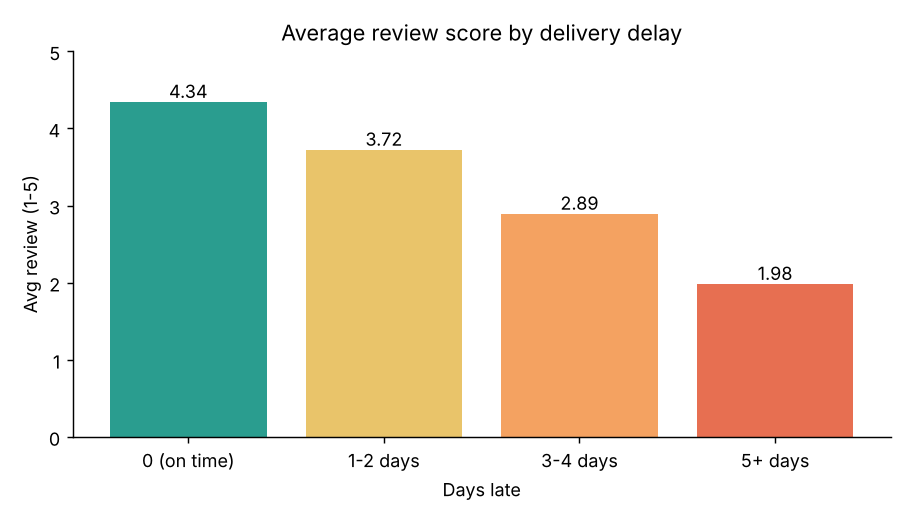 Average review score by delivery delay
Avg review (1-5)
5
4
3
2
1
0
4.34
3.72
2.89
1.98
0 (on time)
1-2 days
3-4 days
5+ days
Days late